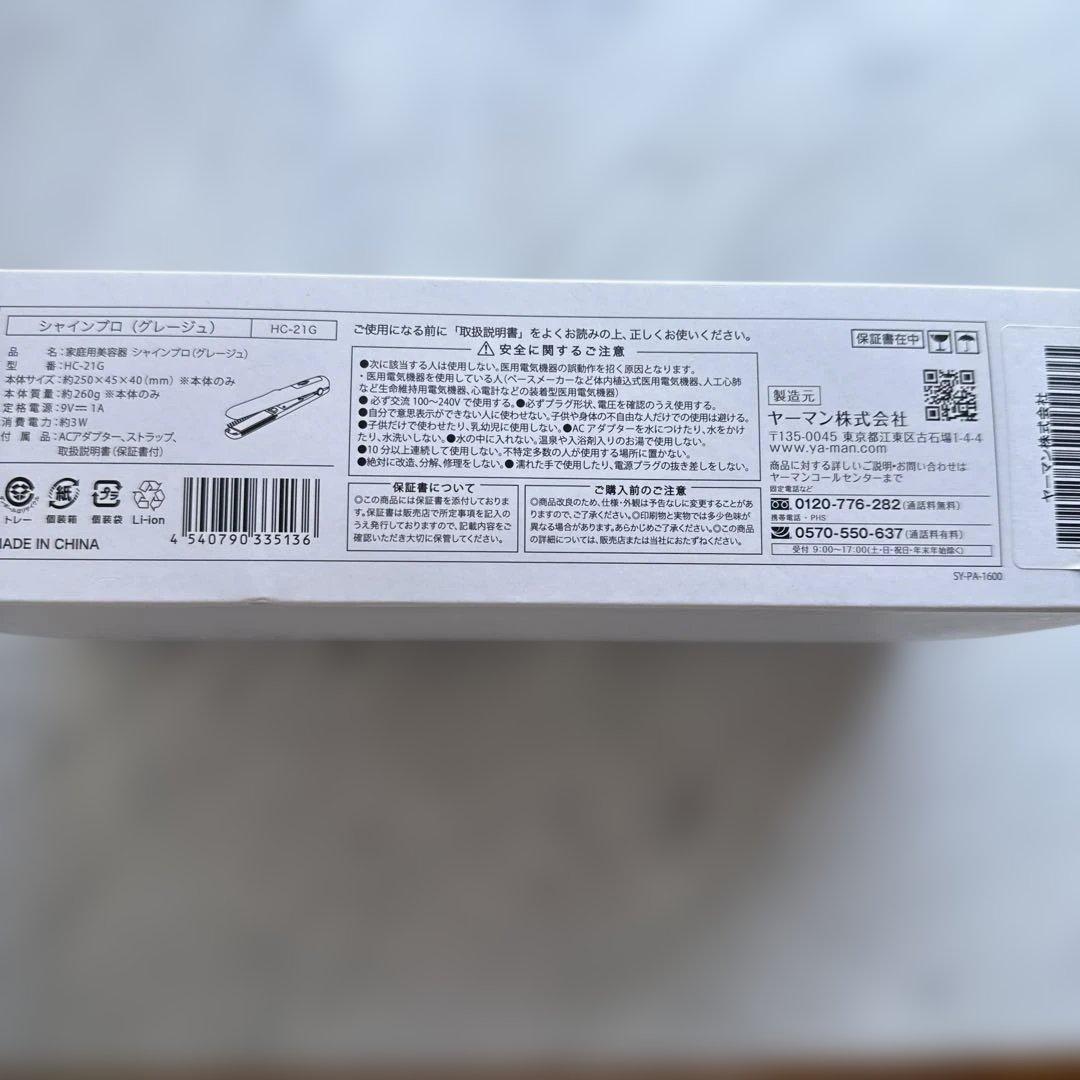 シャインプロ（グレージュ） HC-21G
品　名：家庭用美容器 シャインプロ（グレージュ）
型　番：HC-21G
本体サイズ：約250×45×40（mm）※本体のみ
本体質量：約260g ※本体のみ
定格電源：9V⎓1A
消費電力：約3W
付属品：ACアダプター、ストラップ、
取扱説明書（保証書付）
トレー
紙
個装箱
プラ
個装袋
Li-ion
4 540790 335136
MADE IN CHINA
ご使用になる前に「取扱説明書」をよくお読みの上、正しくお使いください。
⚠安全に関するご注意
●次に該当する人は使用しない。医用電気機器の誤動作を招く原因となります。
・医用電気機器を使用している人（ペースメーカーなど体内植込式医用電気機器、人工心肺
など生命維持用電気機器、心電計などの装着型医用電気機器）
●必ず交流100〜240Vで使用する。●必ずプラグ形状、電圧を確認のうえ使用する。
●自分で意思表示ができない人に使わせない。子供や身体の不自由な人だけでの使用は避ける。
●子供だけで使わせたり、乳幼児に使用しない。●ACアダプターを水につけたり、水をかけ
たり、水洗いしない。●水の中に入れない。温泉や入浴剤入りのお湯で使用しない。
●10分以上連続して使用しない。不特定多数の人が使用する場所に置かない。
●絶対に改造、分解、修理をしない。●濡れた手で使用したり、電源プラグの抜き差しをしない。
保証書について
◎この商品には保証書を添付しておりま
す。保証書は販売店で所定事項を記入の
うえ発行しておりますので、記載内容をご
確認いただき大切に保管してください。
ご購入前のご注意
◎商品改良のため、仕様・外観は予告なしに変更することがあ
りますので、ご了承ください。◎印刷物と実物では多少色味が
異なる場合があります。あらかじめご了承ください。◎この商品
の詳細については、販売店または当社におたずねください。
保証書在中
製造元
ヤーマン株式会社
〒135-0045 東京都江東区古石場1-4-4
www.ya-man.com
商品に対する詳しいご説明・お問い合わせは
ヤーマンコールセンターまで
固定電話など
0120-776-282（通話料無料）
携帯電話・PHS
0570-550-637（通話料有料）
受付 9:00〜17:00（土・日・祝日・年末年始除く）
SY-PA-1600
ヤーマン株式会社